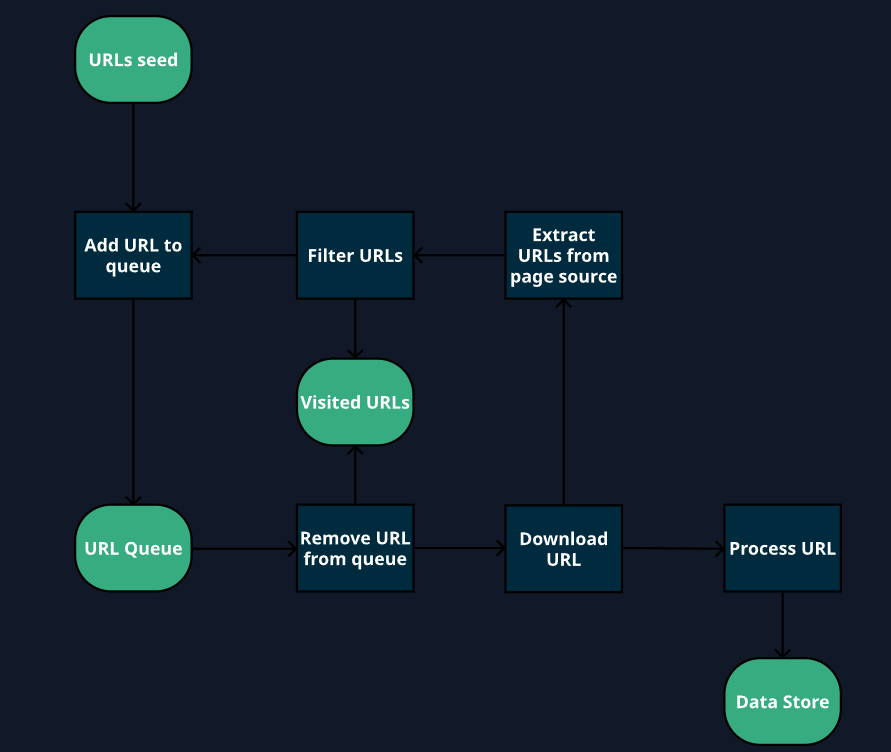 URLs seed
Add URL to
queue
Filter URLs
Extract
URLs from
page source
Visited URLs
URL Queue
Remove URL
from queue
Download
URL
Process URL
Data Store